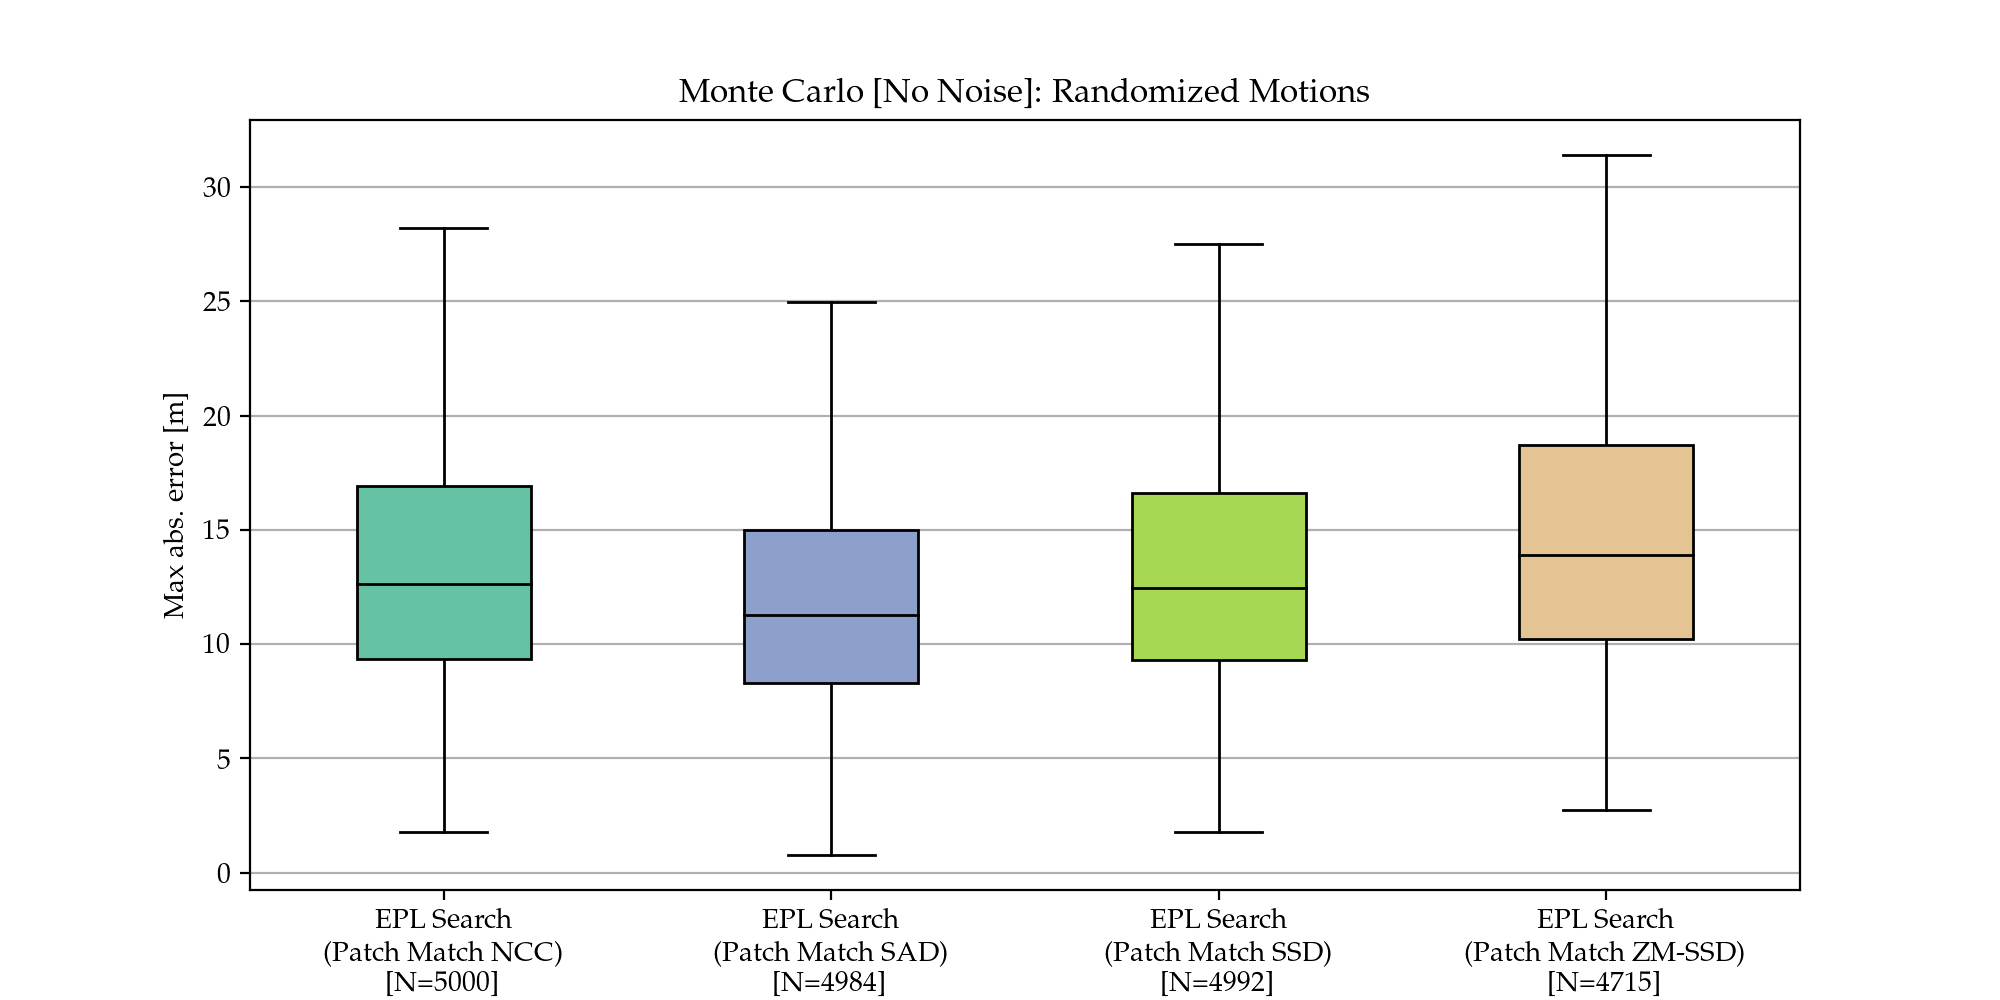 Monte Carlo [No Noise]: Randomized Motions
Max abs. error [m]
30
25
20
15
10
5
0
EPL Search
(Patch Match NCC)
[N=5000]
EPL Search
(Patch Match SAD)
[N=4984]
EPL Search
(Patch Match SSD)
[N=4992]
EPL Search
(Patch Match ZM-SSD)
[N=4715]